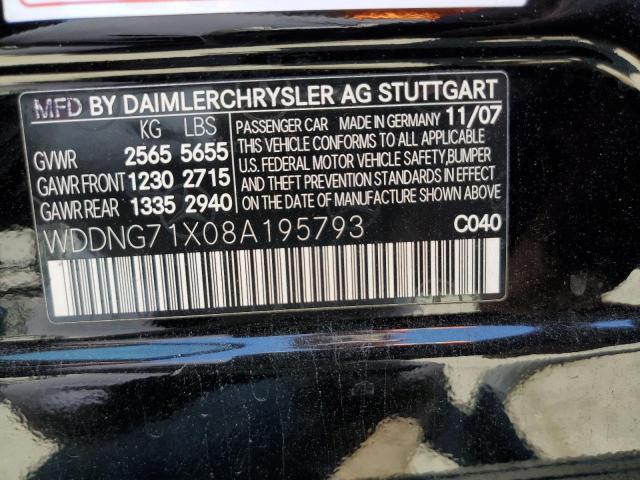 MFD BY DAIMLERCHRYSLER AG STUTTGART
KG LBS
GVWR 2565 5655
GAWR FRONT 1230 2715
GAWR REAR 1335 2940
PASSENGER CAR MADE IN GERMANY 11/07
THIS VEHICLE CONFORMS TO ALL APPLICABLE
U.S. FEDERAL MOTOR VEHICLE SAFETY, BUMPER
AND THEFT PREVENTION STANDARDS IN EFFECT
ON THE DATE OF MANUFACTURE SHOWN ABOVE.
WDDNG71X08A195793
C040